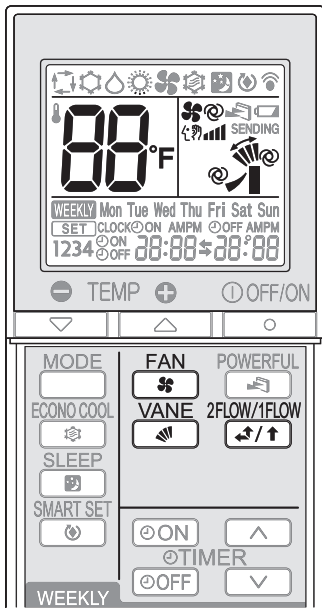 88°F
SENDING
WEEKLY Mon Tue Wed Thu Fri Sat Sun
SET CLOCK ON AMPM OFF AMPM
1234 ON OFF 88:88 88:88
TEMP OFF/ON
MODE FAN POWERFUL
ECONO COOL VANE 2FLOW/1FLOW
SLEEP
SMART SET
ON
TIMER
OFF
WEEKLY